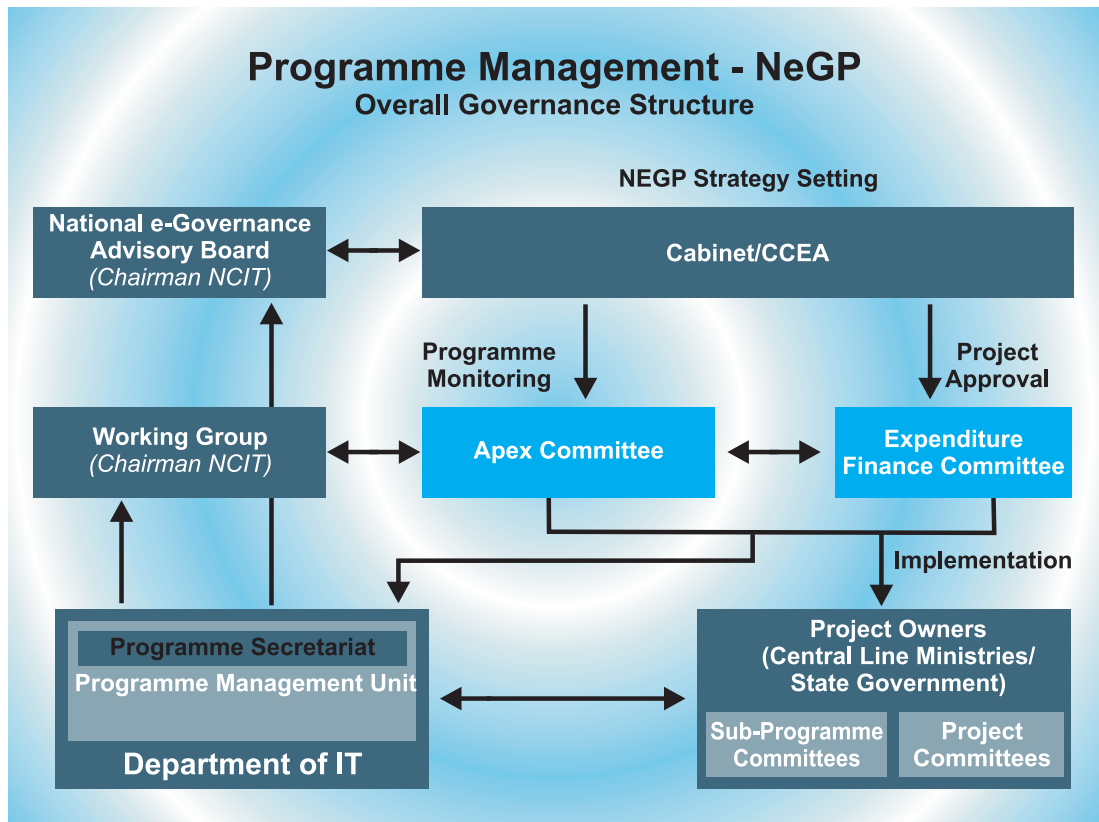 Programme Management - NeGP
Overall Governance Structure
NEGP Strategy Setting
National e-Governance
Advisory Board
(Chairman NCIT)
Cabinet/CCEA
Programme
Monitoring
Project
Approval
Working Group
(Chairman NCIT)
Apex Committee
Expenditure
Finance Committee
Implementation
Programme Secretariat
Programme Management Unit
Department of IT
Project Owners
(Central Line Ministries/
State Government)
Sub-Programme
Committees
Project
Committees